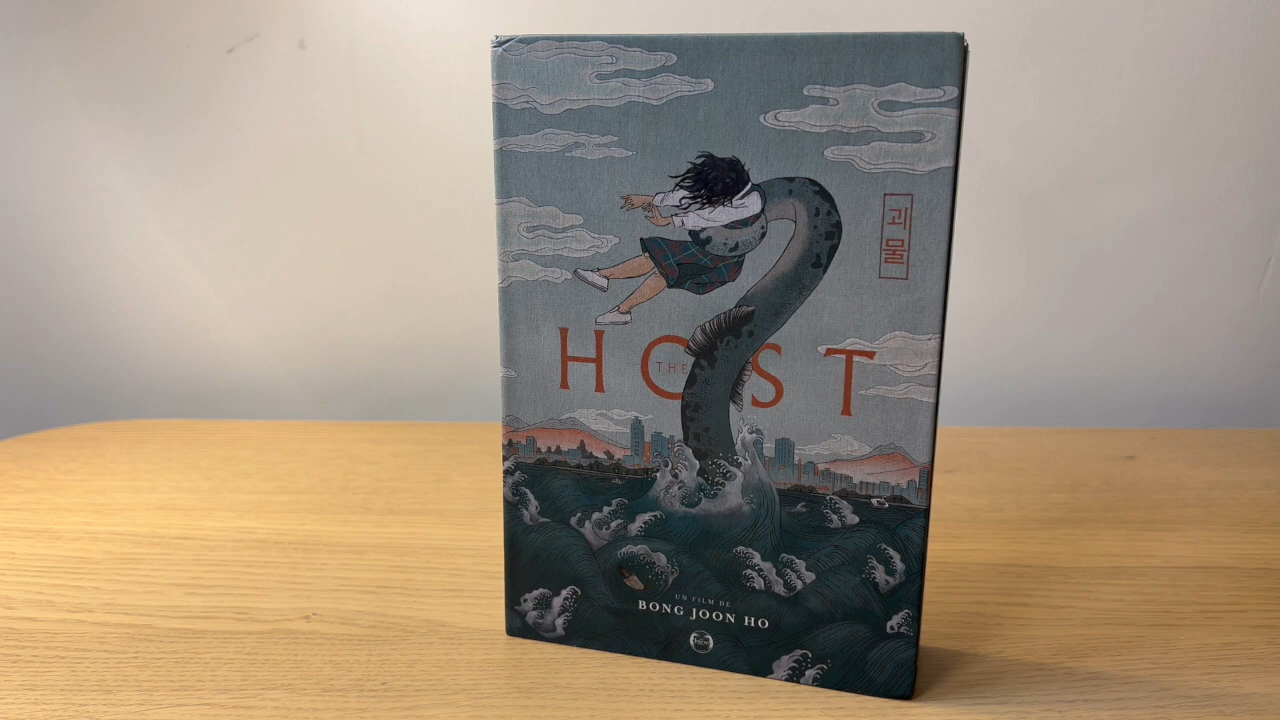 괴
물
HOST
THE
UN FILM DE
BONG JOON HO